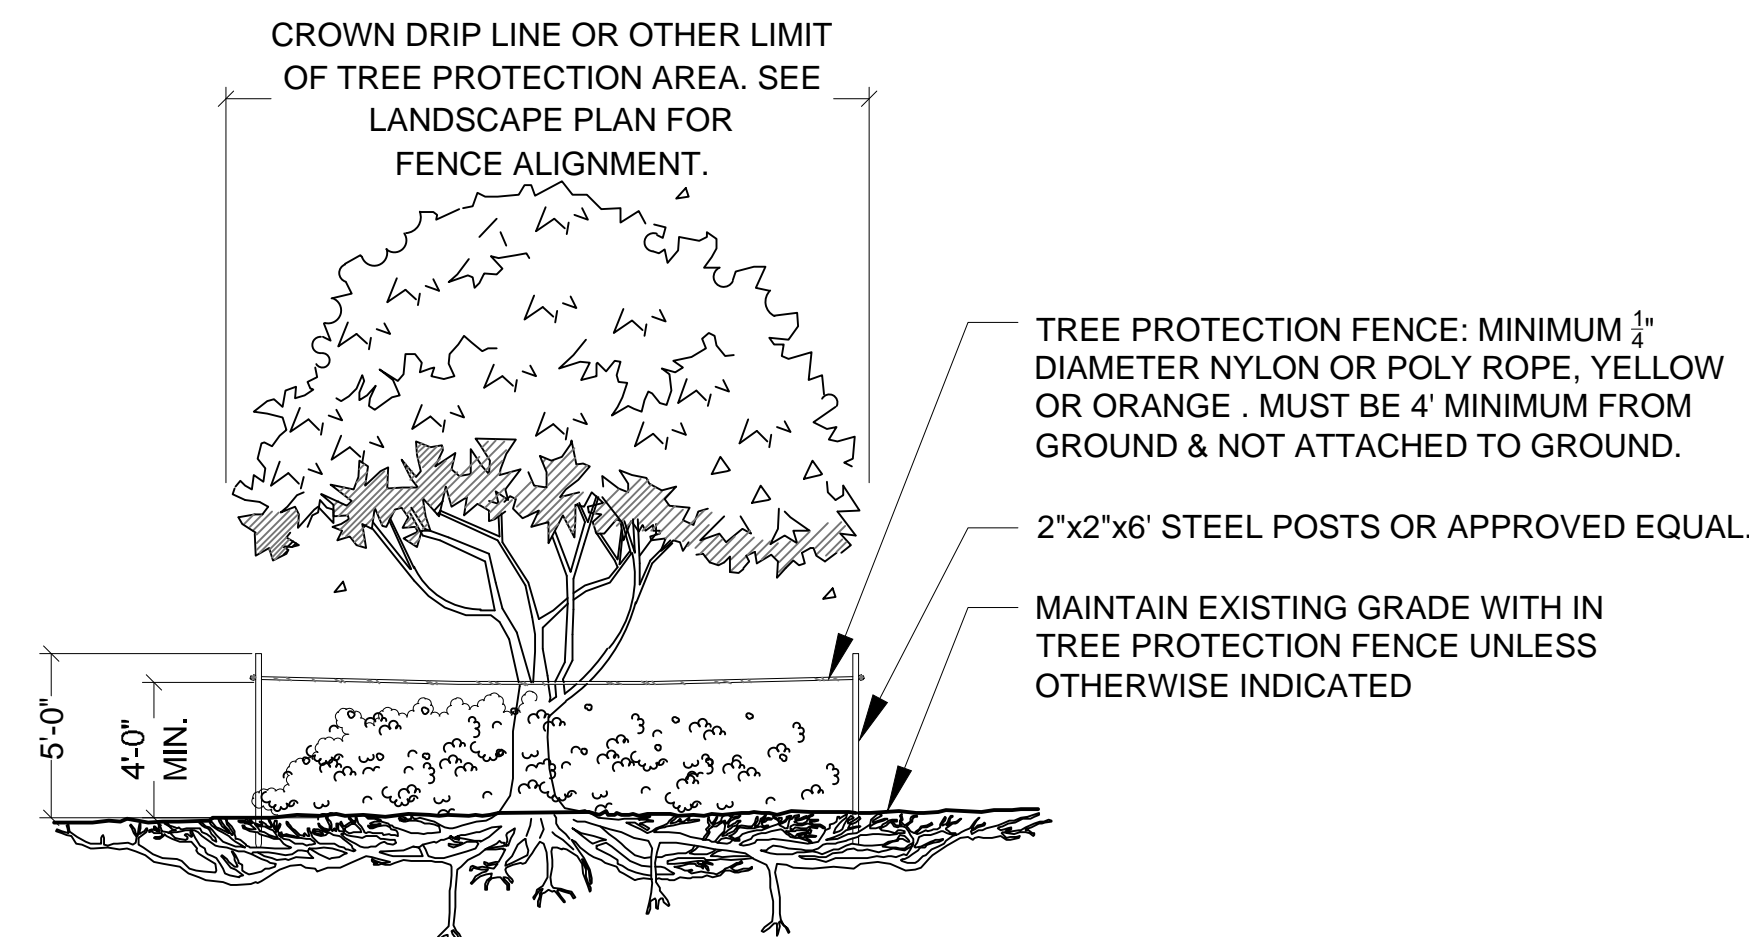 CROWN DRIP LINE OR OTHER LIMIT
OF TREE PROTECTION AREA. SEE
LANDSCAPE PLAN FOR
FENCE ALIGNMENT.
TREE PROTECTION FENCE: MINIMUM 1/4"
DIAMETER NYLON OR POLY ROPE, YELLOW
OR ORANGE . MUST BE 4' MINIMUM FROM
GROUND & NOT ATTACHED TO GROUND.
2"x2"x6' STEEL POSTS OR APPROVED EQUAL.
MAINTAIN EXISTING GRADE WITH IN
TREE PROTECTION FENCE UNLESS
OTHERWISE INDICATED
5'-0"
4'-0"
MIN.